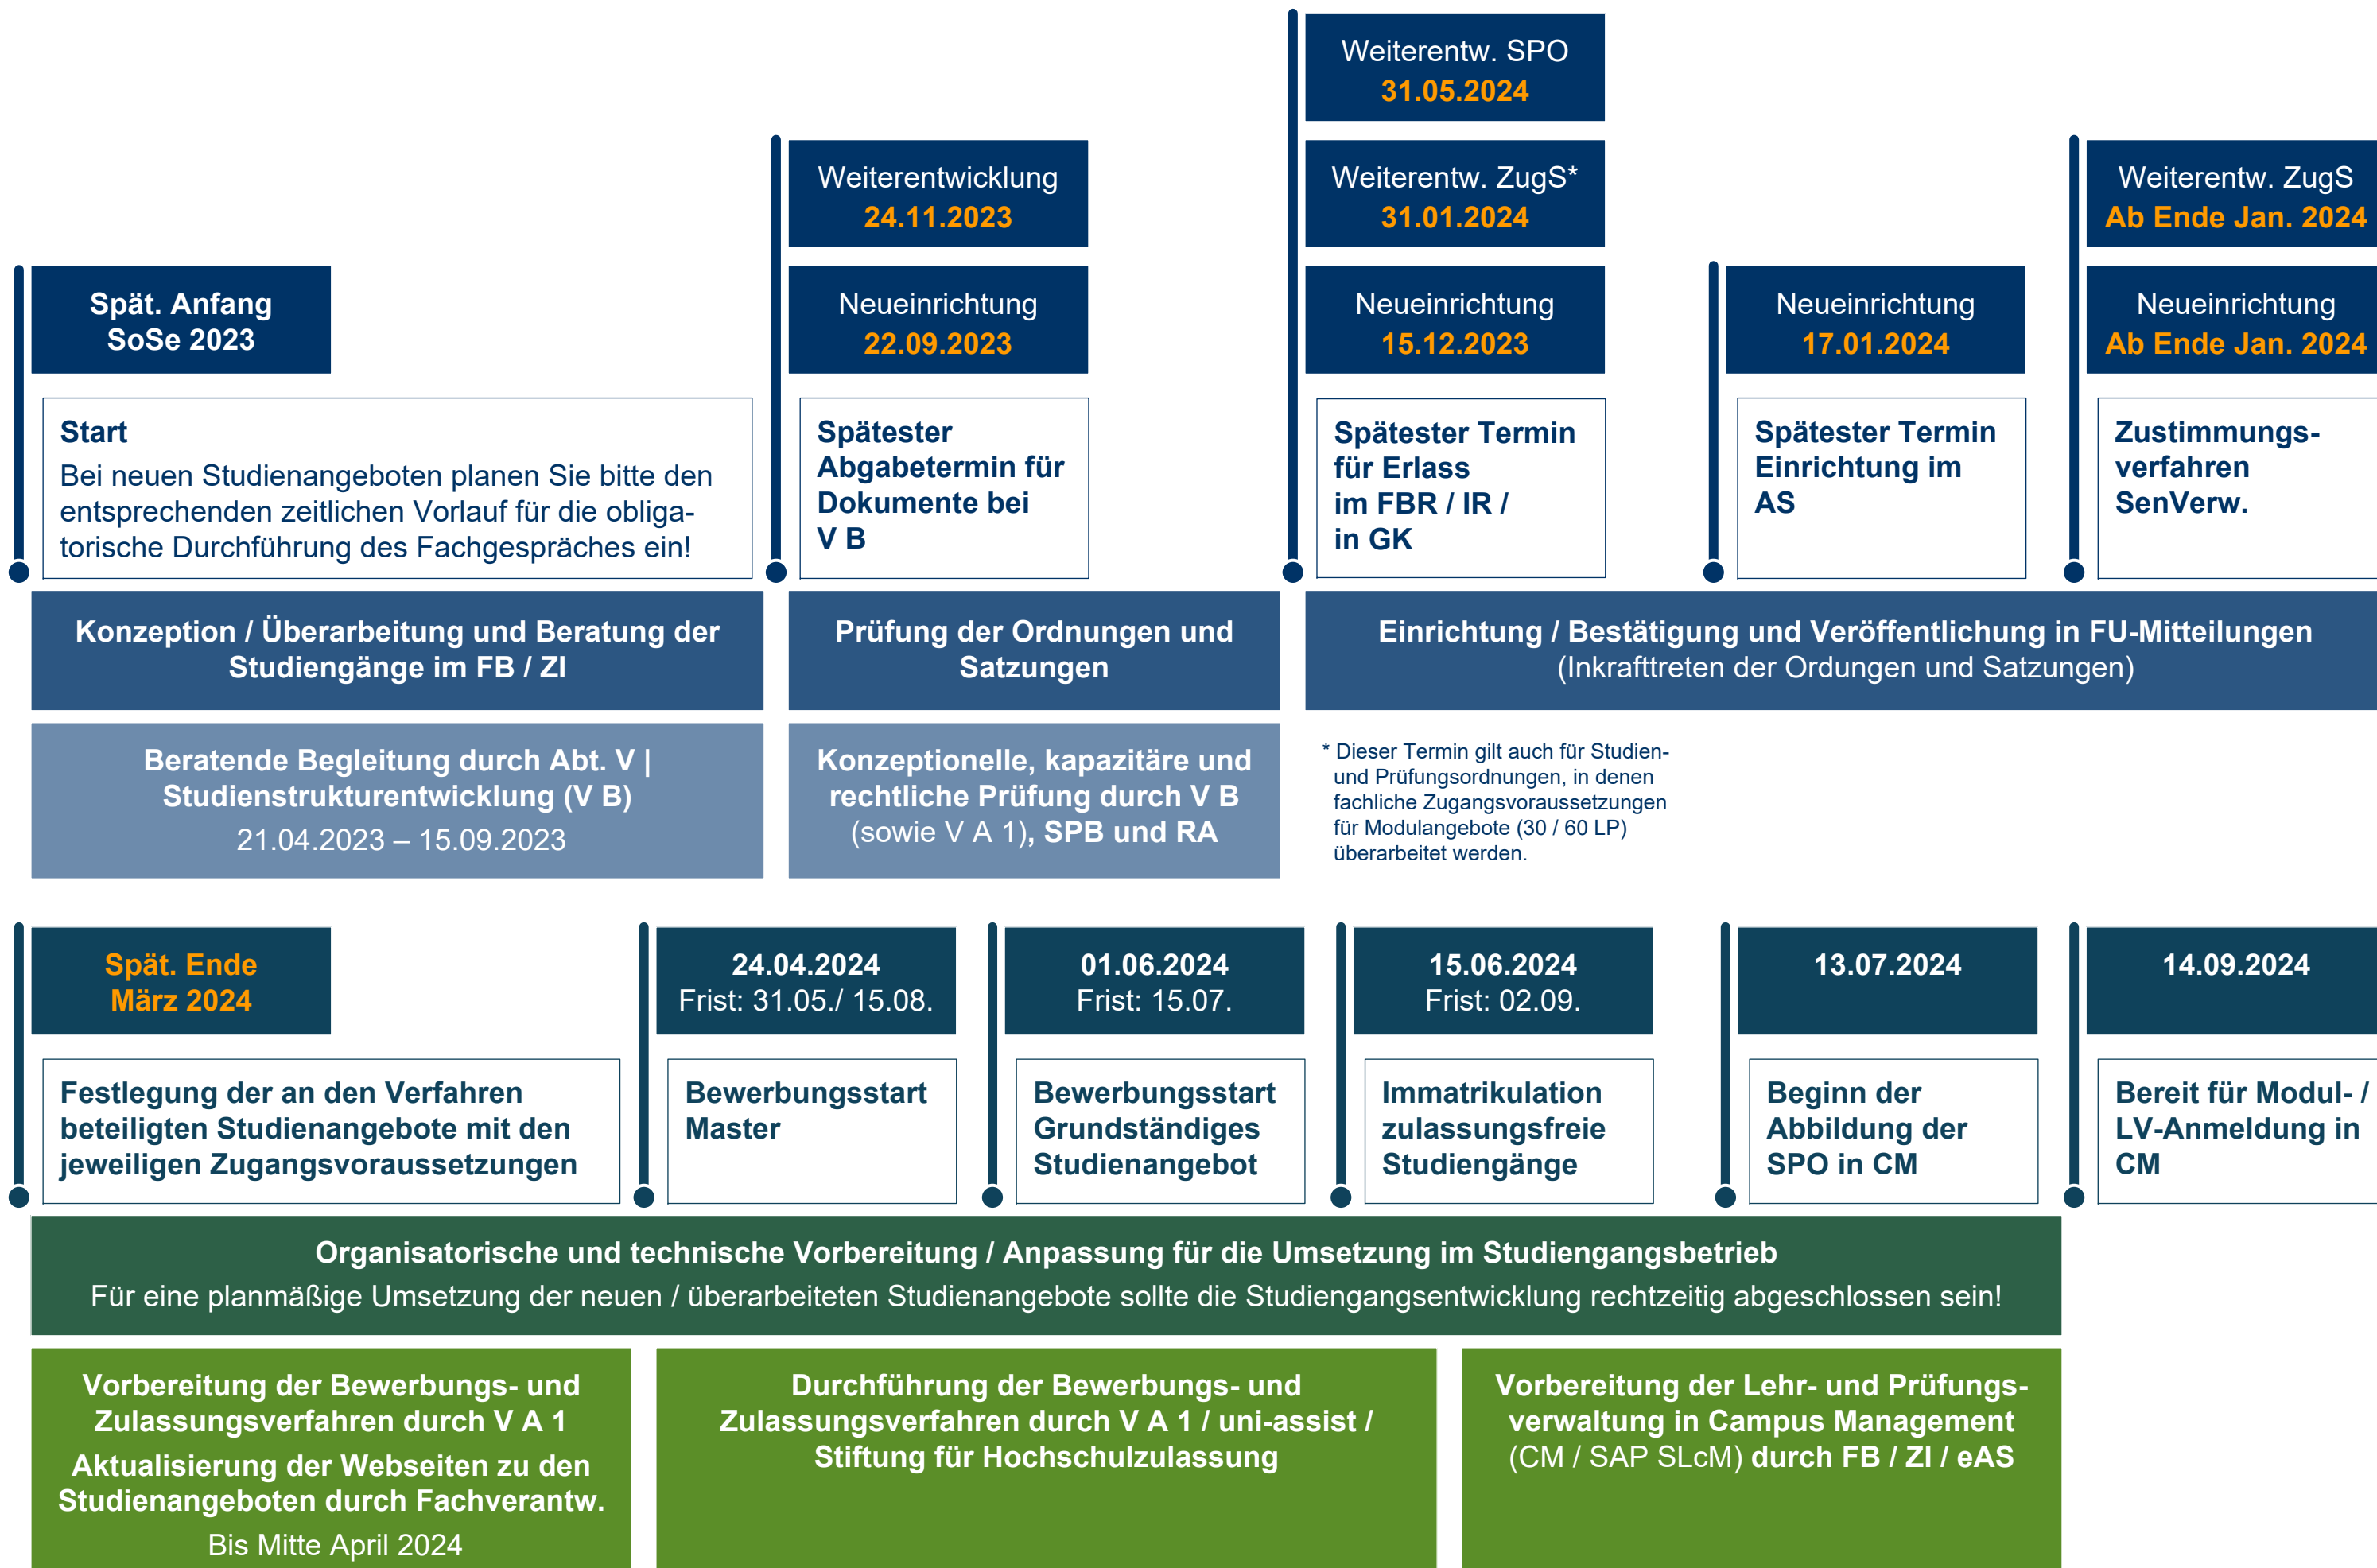 Weiterentw. SPO
31.05.2024
Weiterentwicklung
24.11.2023
Weiterentw. ZugS*
31.01.2024
Weiterentw. ZugS
Ab Ende Jan. 2024
Spät. Anfang
SoSe 2023
Neueinrichtung
22.09.2023
Neueinrichtung
15.12.2023
Neueinrichtung
17.01.2024
Neueinrichtung
Ab Ende Jan. 2024
Start
Bei neuen Studienangeboten planen Sie bitte den
entsprechenden zeitlichen Vorlauf für die obliga-
torische Durchführung des Fachgespräches ein!
Spätester
Abgabetermin für
Dokumente bei
V B
Spätester Termin
für Erlass
im FBR / IR /
in GK
Spätester Termin
Einrichtung im
AS
Zustimmungs-
verfahren
SenVerw.
Konzeption / Überarbeitung und Beratung der
Studiengänge im FB / ZI
Prüfung der Ordnungen und
Satzungen
Einrichtung / Bestätigung und Veröffentlichung in FU-Mitteilungen
(Inkrafttreten der Ordungen und Satzungen)
Beratende Begleitung durch Abt. V |
Studienstrukturentwicklung (V B)
21.04.2023 – 15.09.2023
Konzeptionelle, kapazitäre und
rechtliche Prüfung durch V B
(sowie V A 1), SPB und RA
* Dieser Termin gilt auch für Studien-
und Prüfungsordnungen, in denen
fachliche Zugangsvoraussetzungen
für Modulangebote (30 / 60 LP)
überarbeitet werden.
Spät. Ende
März 2024
24.04.2024
Frist: 31.05./ 15.08.
01.06.2024
Frist: 15.07.
15.06.2024
Frist: 02.09.
13.07.2024
14.09.2024
Festlegung der an den Verfahren
beteiligten Studienangebote mit den
jeweiligen Zugangsvoraussetzungen
Bewerbungsstart
Master
Bewerbungsstart
Grundständiges
Studienangebot
Immatrikulation
zulassungsfreie
Studiengänge
Beginn der
Abbildung der
SPO in CM
Bereit für Modul- /
LV-Anmeldung in
CM
Organisatorische und technische Vorbereitung / Anpassung für die Umsetzung im Studiengangsbetrieb
Für eine planmäßige Umsetzung der neuen / überarbeiteten Studienangebote sollte die Studiengangsentwicklung rechtzeitig abgeschlossen sein!
Vorbereitung der Bewerbungs- und
Zulassungsverfahren durch V A 1
Aktualisierung der Webseiten zu den
Studienangeboten durch Fachverantw.
Bis Mitte April 2024
Durchführung der Bewerbungs- und
Zulassungsverfahren durch V A 1 / uni-assist /
Stiftung für Hochschulzulassung
Vorbereitung der Lehr- und Prüfungs-
verwaltung in Campus Management
(CM / SAP SLcM) durch FB / ZI / eAS